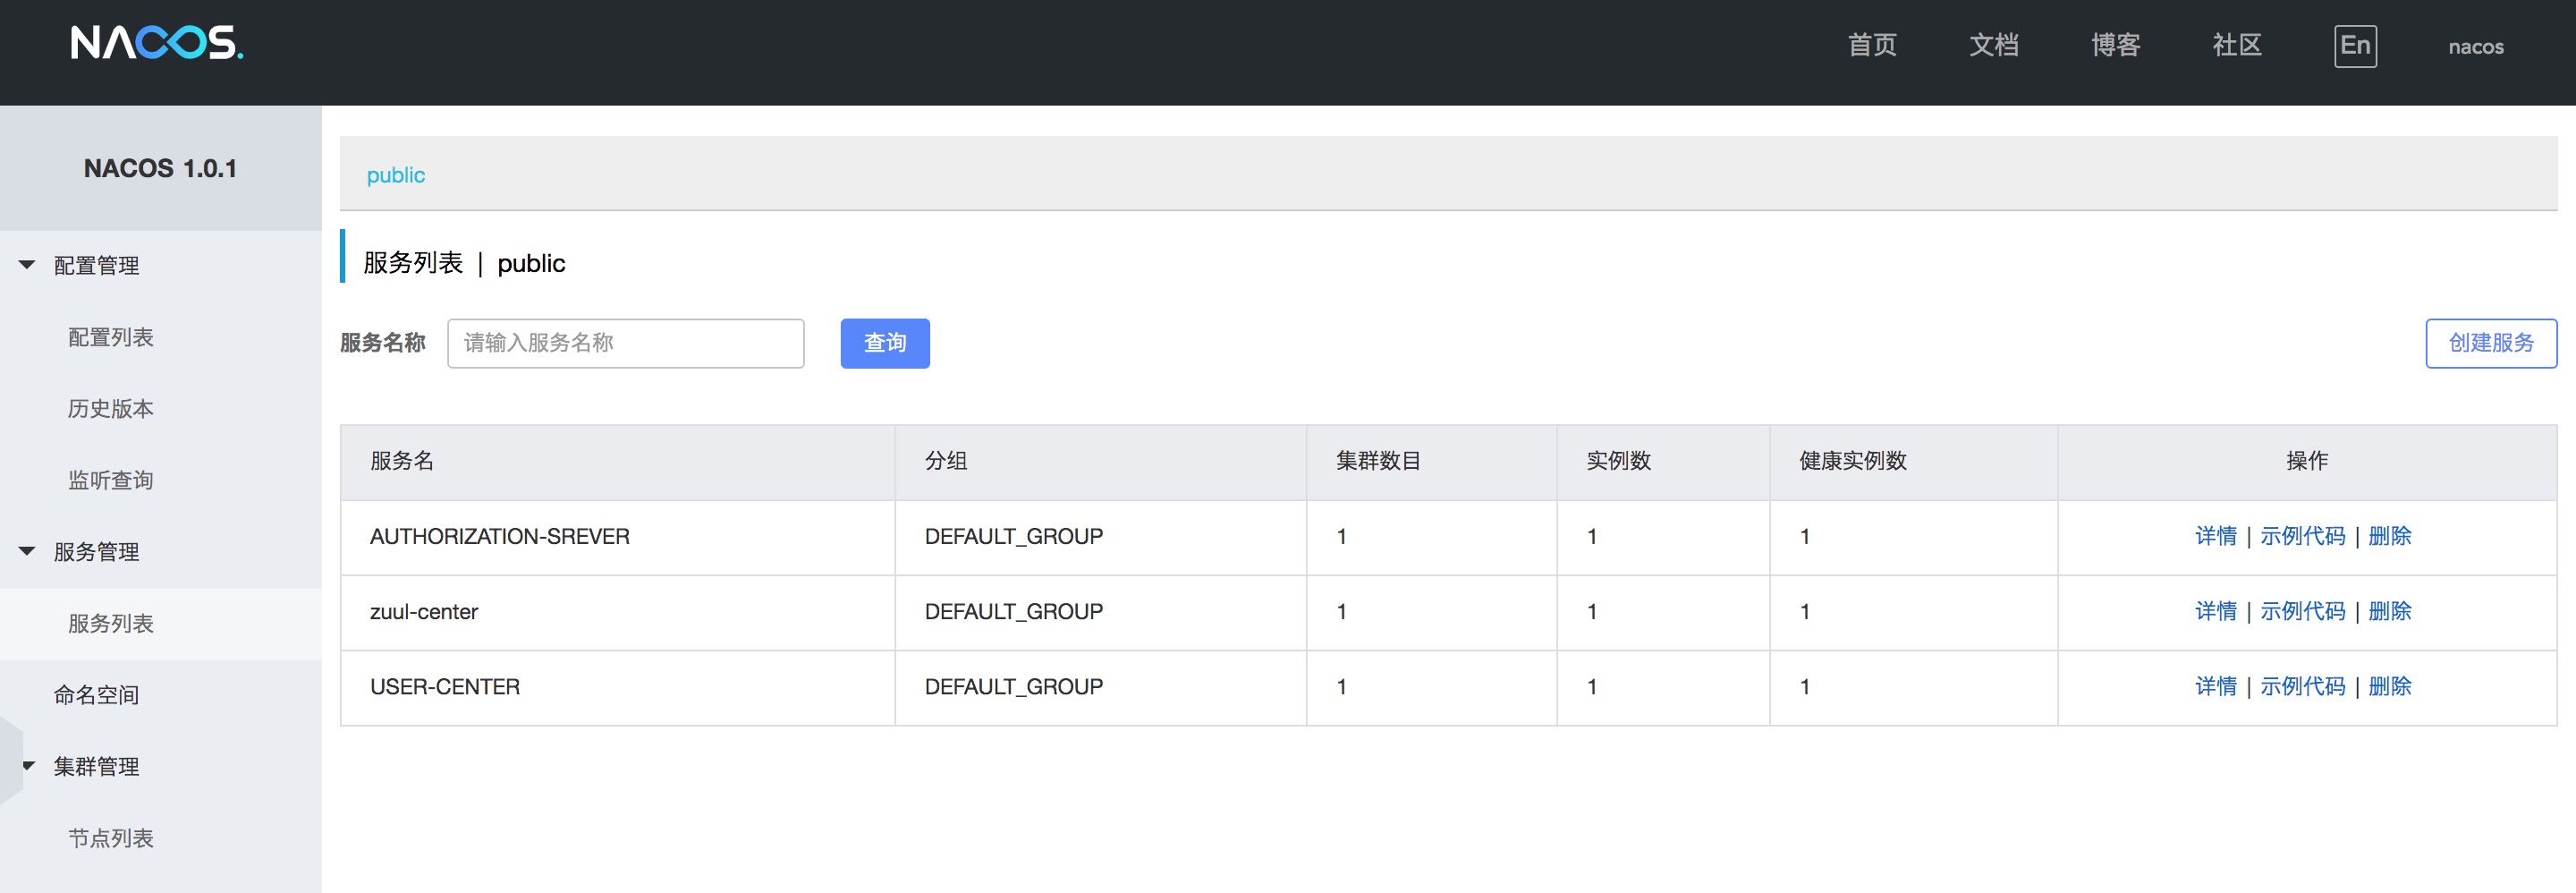 NACOS.
首页 文档 博客 社区 En nacos
NACOS 1.0.1
配置管理
配置列表
历史版本
监听查询
服务管理
服务列表
命名空间
集群管理
节点列表
public
服务列表 | public
服务名称 请输入服务名称 查询 创建服务
服务名 分组 集群数目 实例数 健康实例数 操作
AUTHORIZATION-SREVER DEFAULT_GROUP 1 1 1 详情 | 示例代码 | 删除
zuul-center DEFAULT_GROUP 1 1 1 详情 | 示例代码 | 删除
USER-CENTER DEFAULT_GROUP 1 1 1 详情 | 示例代码 | 删除